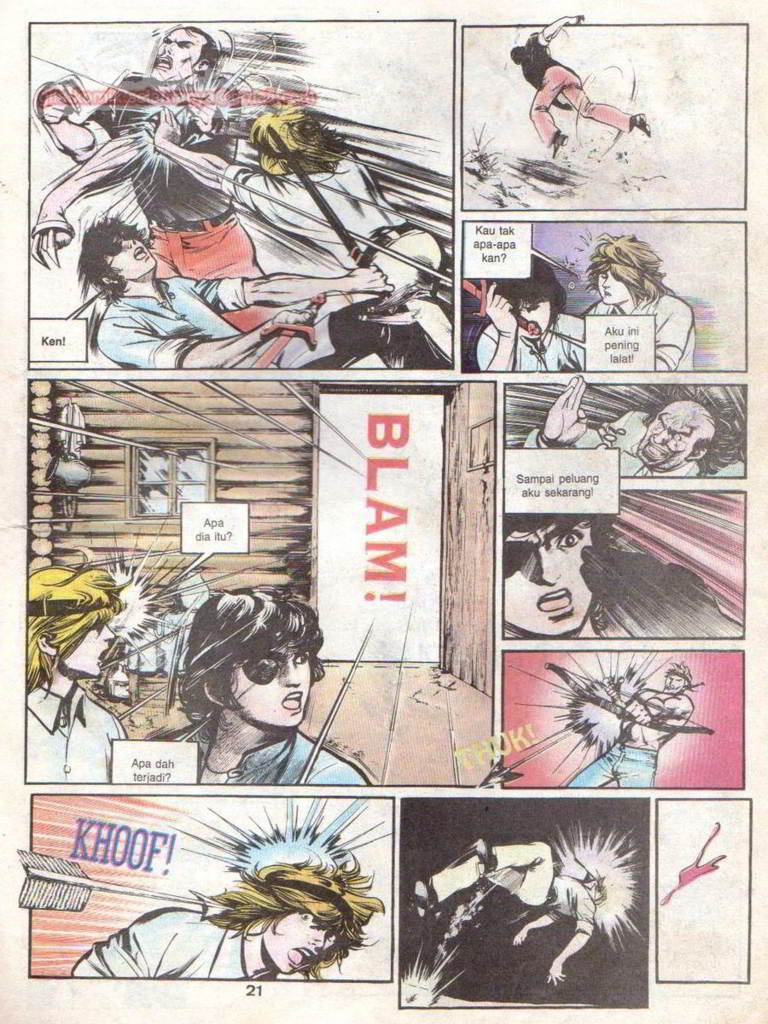 Ken!
Kau tak
apa-apa
kan?
Aku ini
pening
lalat!
Apa
dia itu?
BLAM!
Apa dah
terjadi?
Sampai peluang
aku sekarang!
THUK!
KHOOF!
21